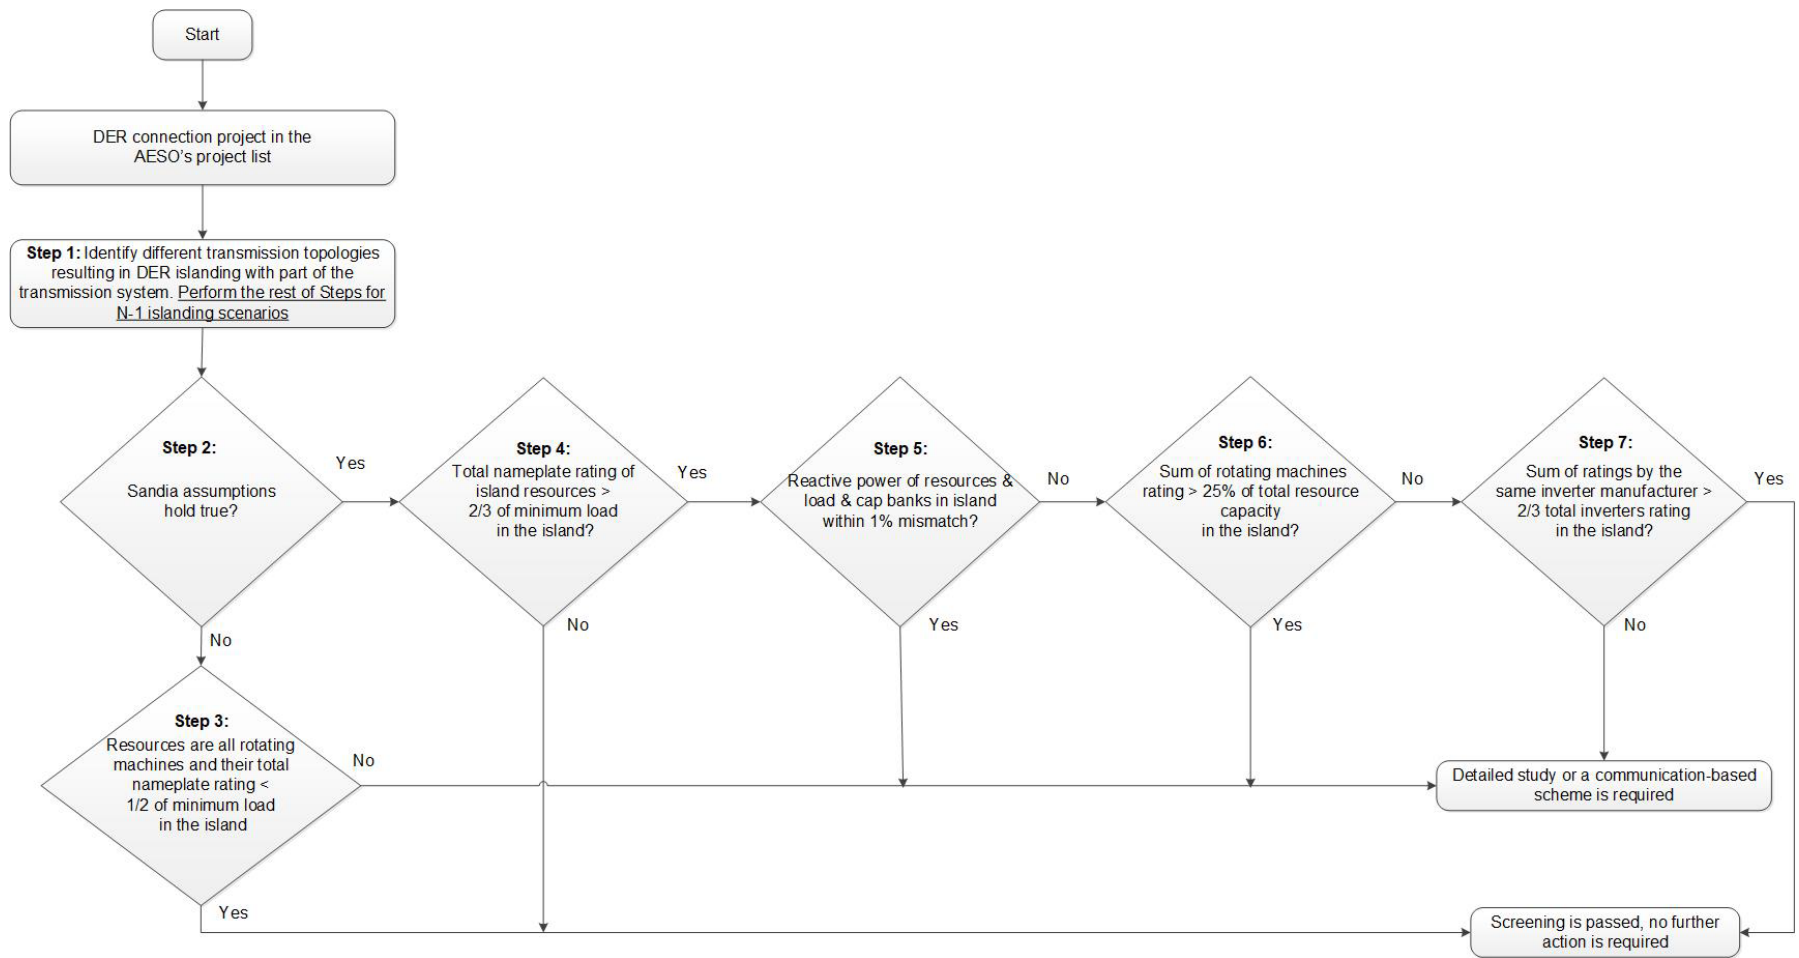 Start
DER connection project in the
AESO's project list
Step 1: Identify different transmission topologies
resulting in DER islanding with part of the
transmission system. Perform the rest of Steps for
N-1 islanding scenarios
Step 2:
Sandia assumptions
hold true?
Yes
No
Step 4:
Total nameplate rating of
island resources >
2/3 of minimum load
in the island?
Yes
No
Step 5:
Reactive power of resources &
load & cap banks in island
within 1% mismatch?
No
Yes
Step 6:
Sum of rotating machines
rating > 25% of total resource
capacity
in the island?
No
Yes
Step 7:
Sum of ratings by the
same inverter manufacturer >
2/3 total inverters rating
in the island?
Yes
No
Step 3:
Resources are all rotating
machines and their total
nameplate rating <
1/2 of minimum load
in the island
No
Yes
Detailed study or a communication-based
scheme is required
Screening is passed, no further
action is required